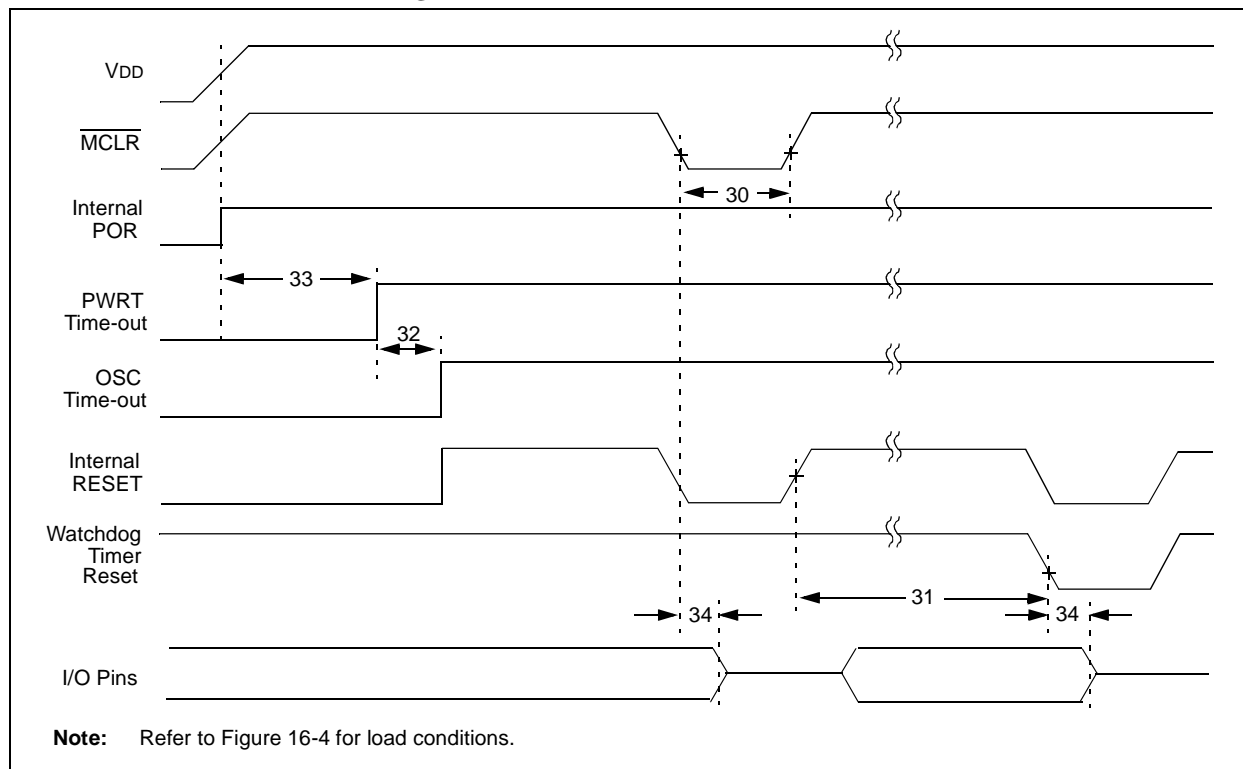 VDD
MCLR
30
Internal
POR
33
PWRT
Time-out
32
OSC
Time-out
Internal
RESET
Watchdog
Timer
Reset
31
34
34
I/O Pins
Note: Refer to Figure 16-4 for load conditions.